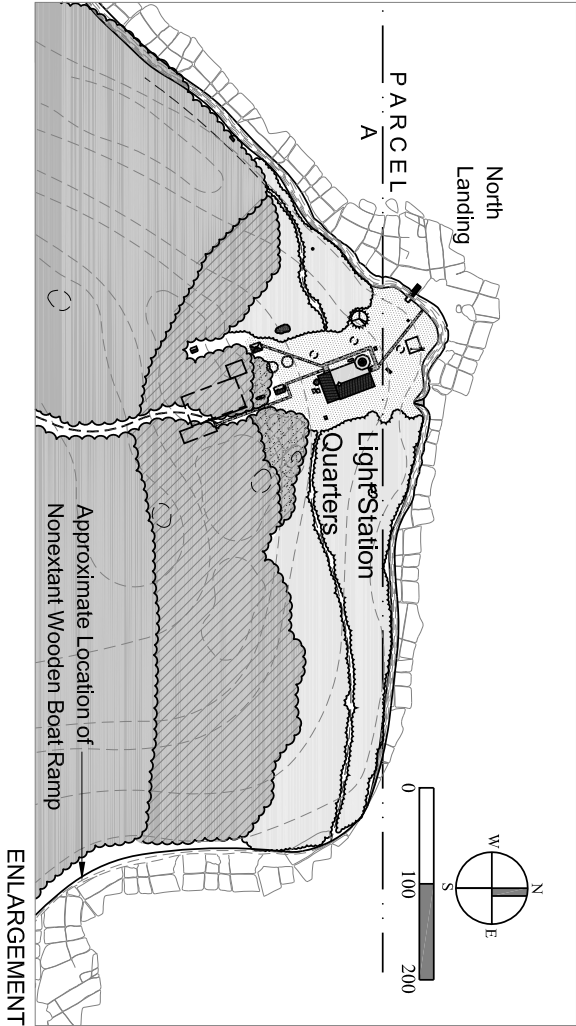 North
Landing
PARCEL
A
Light Station
Quarters
Approximate Location of
Nonextant Wooden Boat Ramp
0
100
200
W
N
S
E
ENLARGEMENT